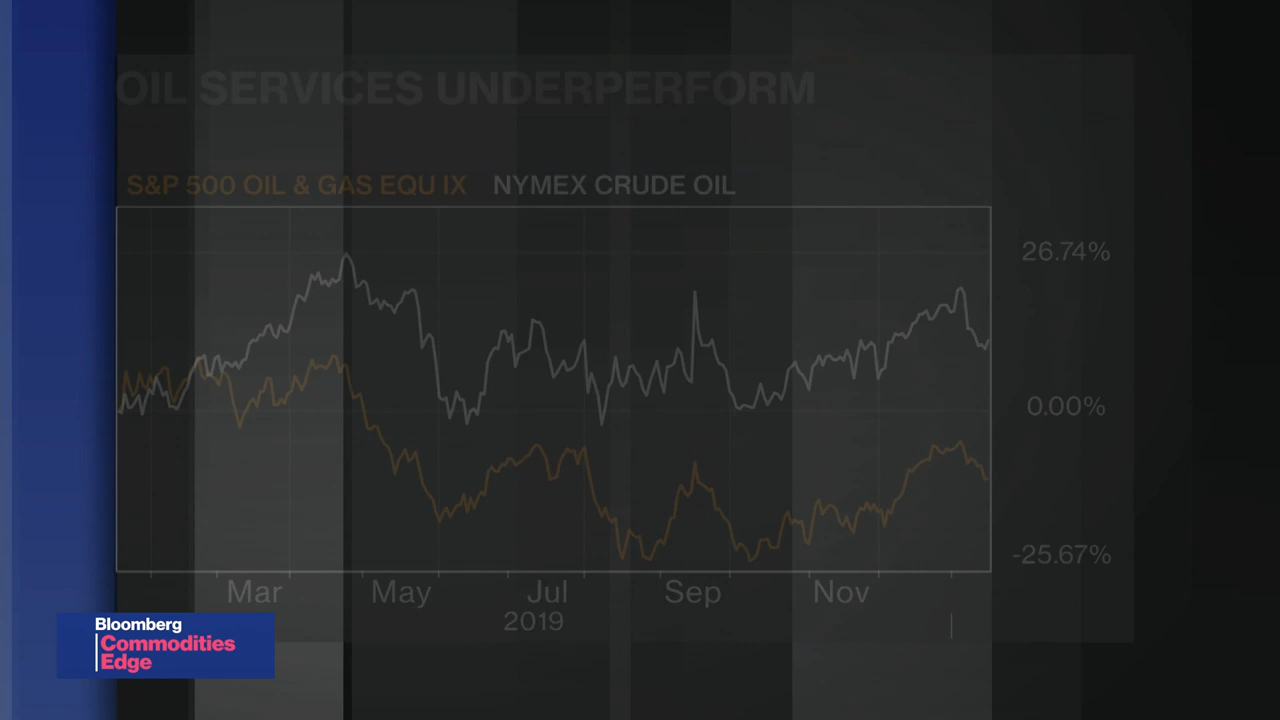 OIL SERVICES UNDERPERFORM
S&P 500 OIL & GAS EQU IX NYMEX CRUDE OIL
26.74%
0.00%
-25.67%
Mar May Jul Sep Nov
2019
Bloomberg
Commodities
Edge